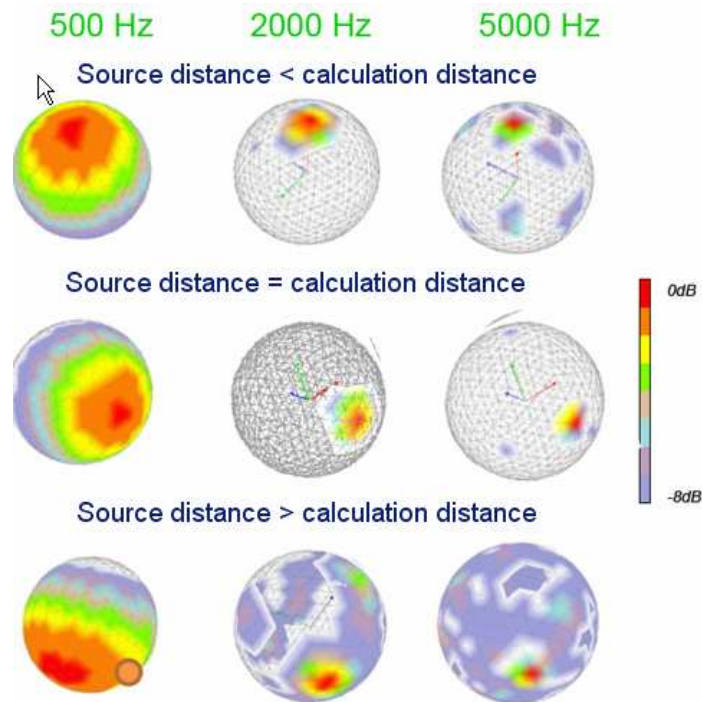 500 Hz 2000 Hz 5000 Hz
Source distance < calculation distance
Source distance = calculation distance
0dB
-8dB
Source distance > calculation distance